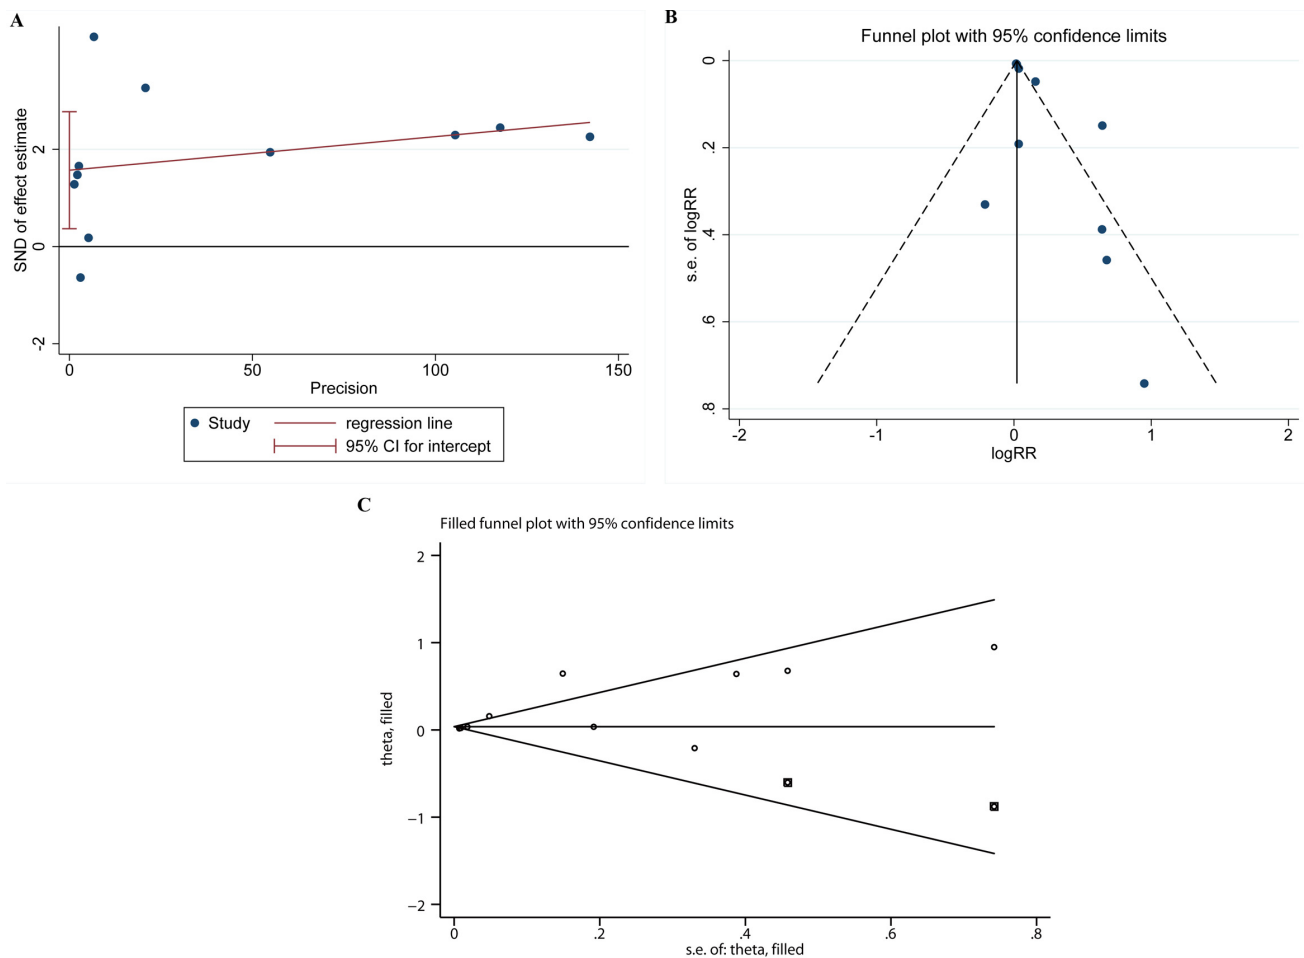 A
SND of effect estimate
2
0
-2
0
50
100
150
Precision
Study
regression line
95% CI for intercept
B
Funnel plot with 95% confidence limits
s.e. of logRR
0
.2
.4
.6
.8
-2
-1
0
1
2
logRR
C
Filled funnel plot with 95% confidence limits
theta, filled
2
1
0
−1
−2
0
.2
.4
.6
.8
s.e. of: theta, filled